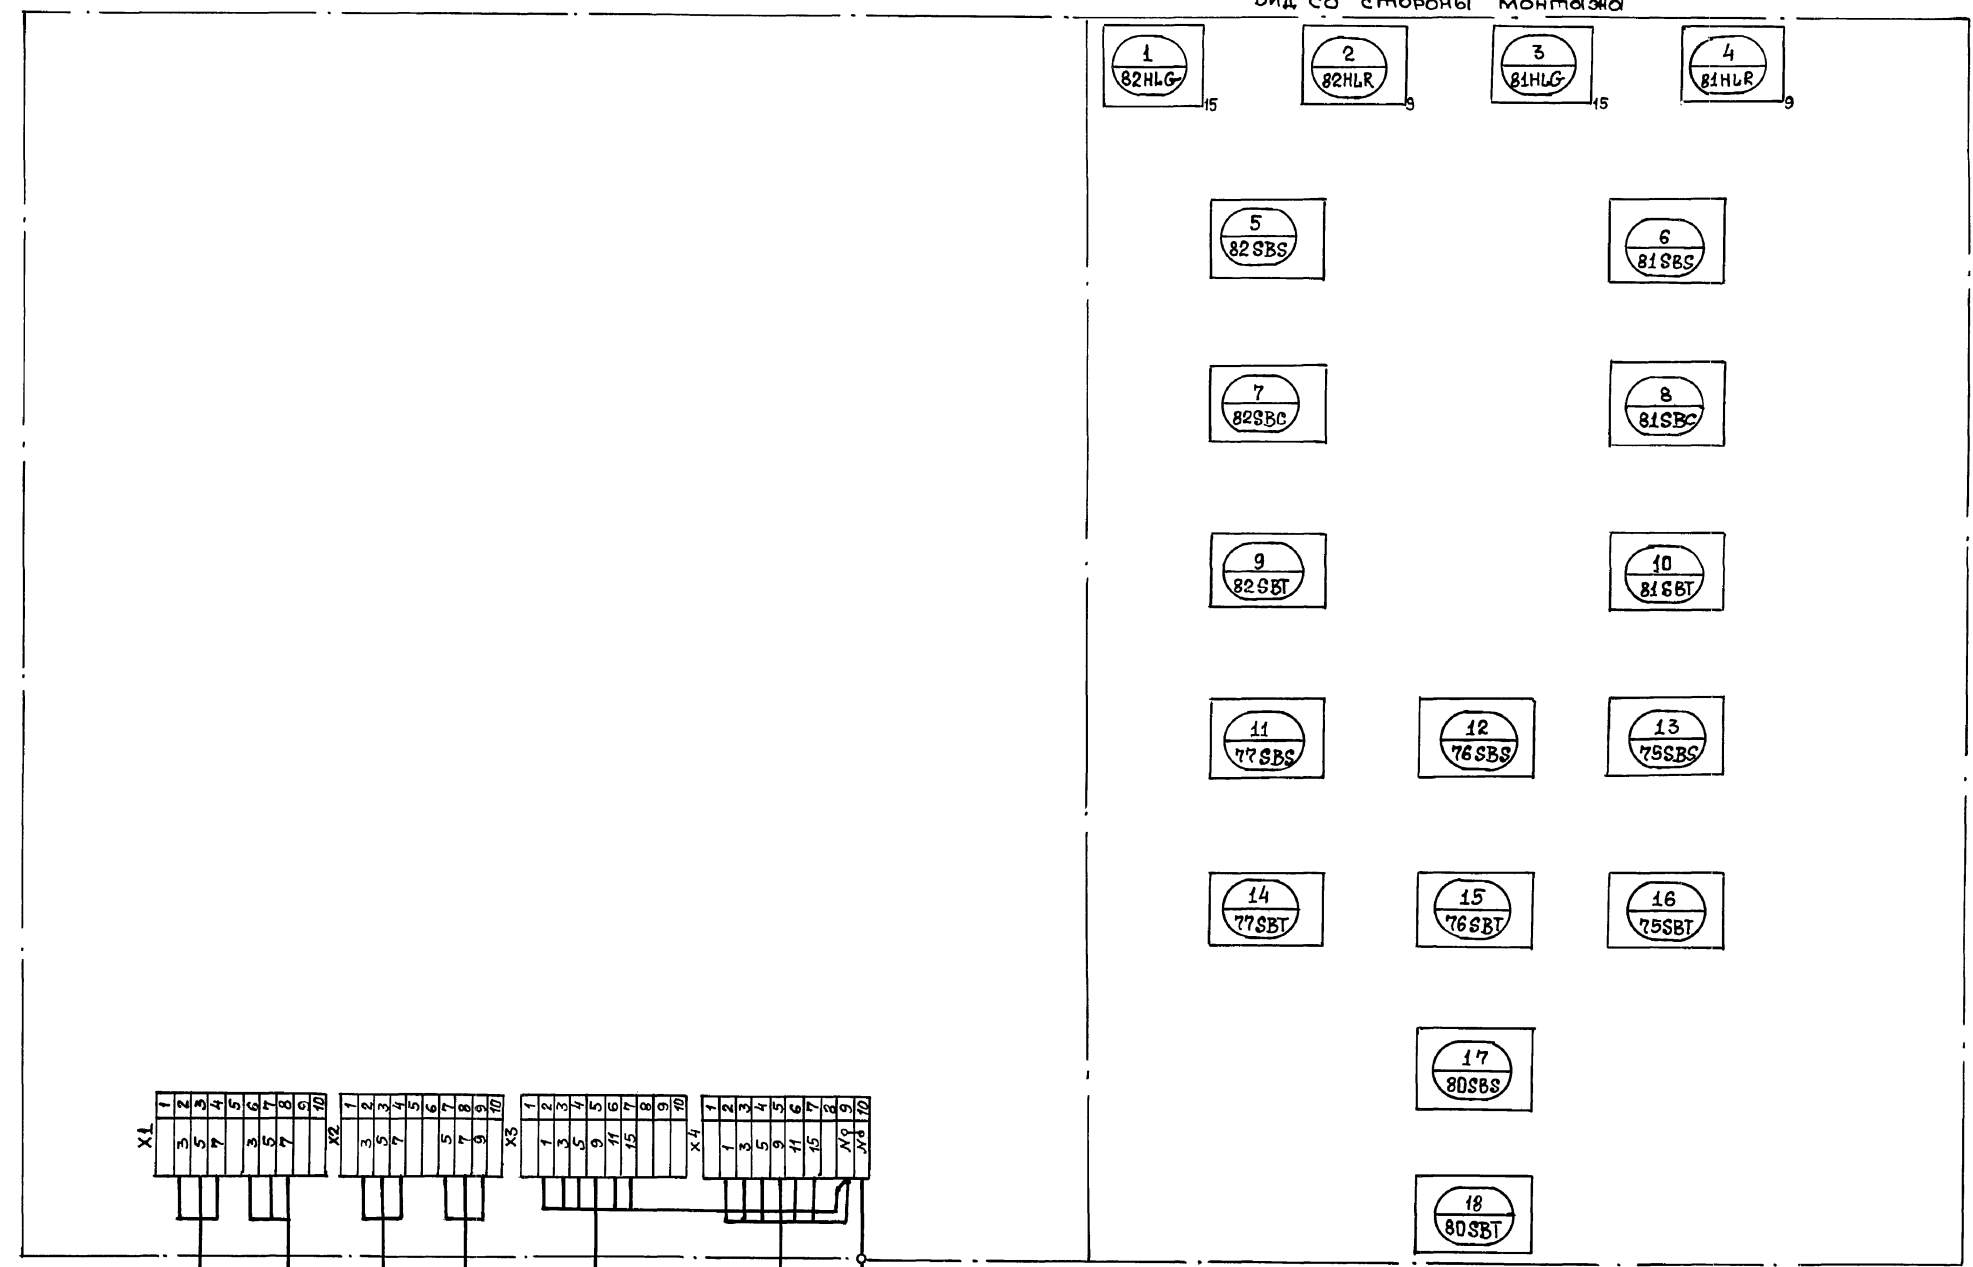 Вид со стороны монтажа
1 2 3 4
82HLG 82HLR 81HLG 81HLR
15 9 15 9
5 6
82SBS 81SBS
7 8
82SBC 81SBC
9 10
82SBT 81SBT
11 12 13
77SBS 76SBS 75SBS
14 15 16
77SBT 76SBT 75SBT
17
80SBS
18
80SBT
X1
1 2 3 4 5 6 7 8 9 10
3 5 7 3 5 7
X2
1 2 3 4 5 6 7 8 9 10
3 5 7 5 7 9
X3
1 2 3 4 5 6 7 8 9 10
1 3 5 9 11 15
X4
1 2 3 4 5 6 7 8 9 10
1 3 5 9 11 15 No No